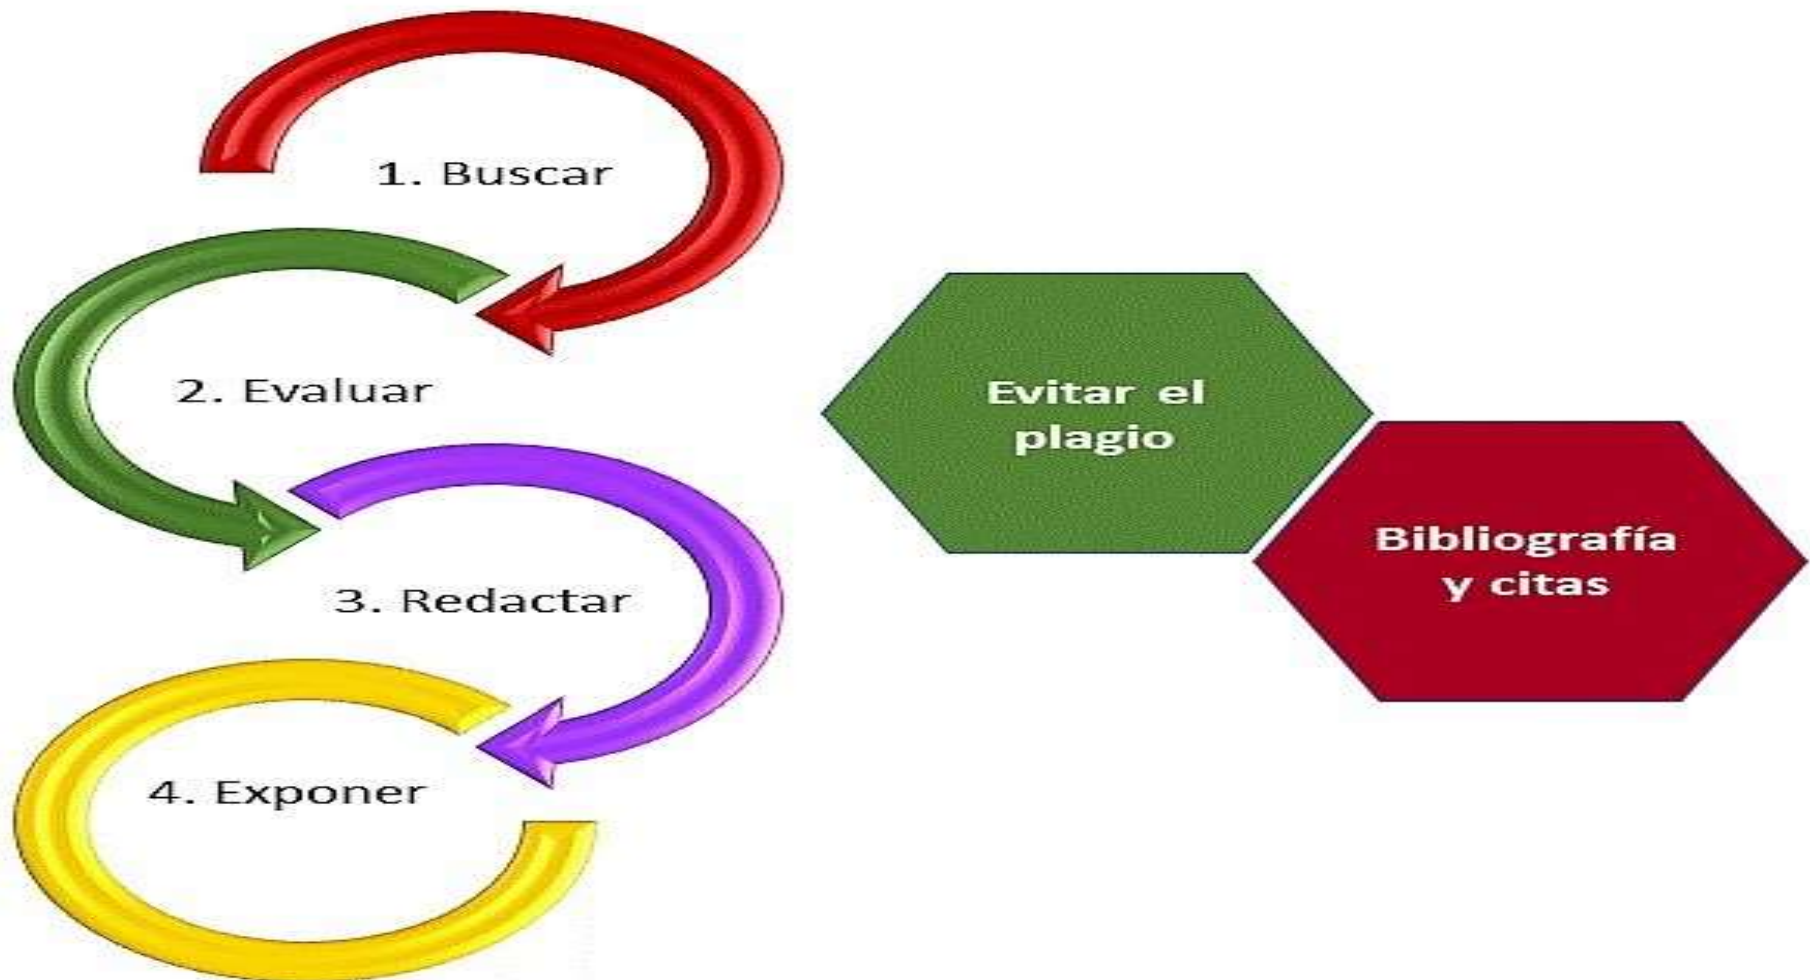 1. Buscar
2. Evaluar
3. Redactar
4. Exponer
Evitar el
plagio
Bibliografía
y citas